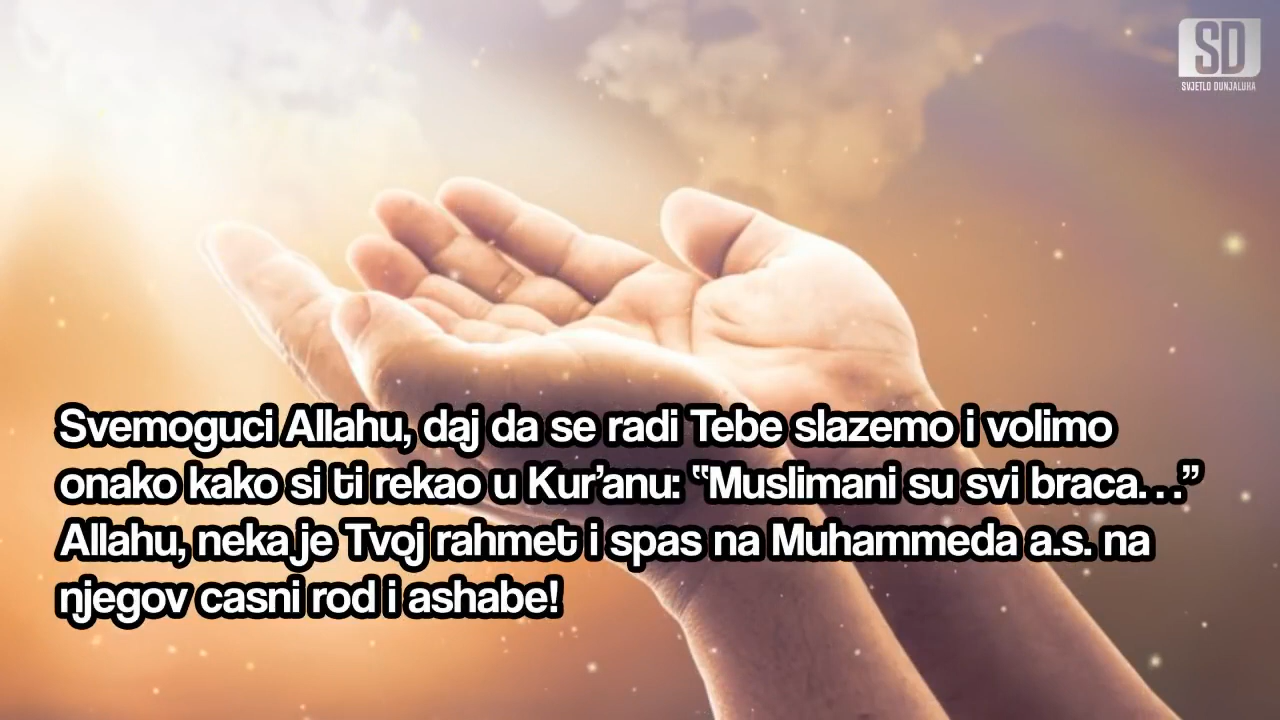 SD
SVJETLO DUNJALUKA
Svemoguci Allahu, daj da se radi Tebe slazemo i volimo
onako kako si ti rekao u Kur’anu: “Muslimani su svi braca. . .”
Allahu, neka je Tvoj rahmet i spas na Muhammeda a.s. na
njegov casni rod i ashabe!